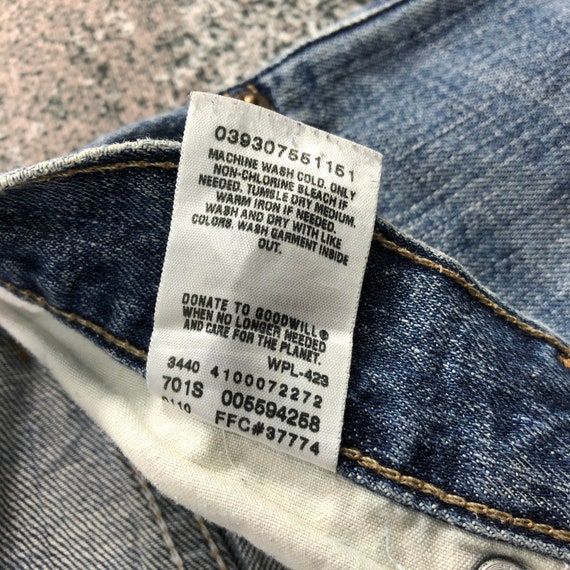 039307551151
MACHINE WASH COLD. ONLY
NON-CHLORINE BLEACH IF
NEEDED. TUMBLE DRY MEDIUM.
WARM IRON IF NEEDED.
WASH AND DRY WITH LIKE
COLORS. WASH GARMENT INSIDE
OUT.
DONATE TO GOODWILL®
WHEN NO LONGER NEEDED
AND CARE FOR THE PLANET.
WPL-423
3440 4100072272
701S 005594258
0110 FFC#37774